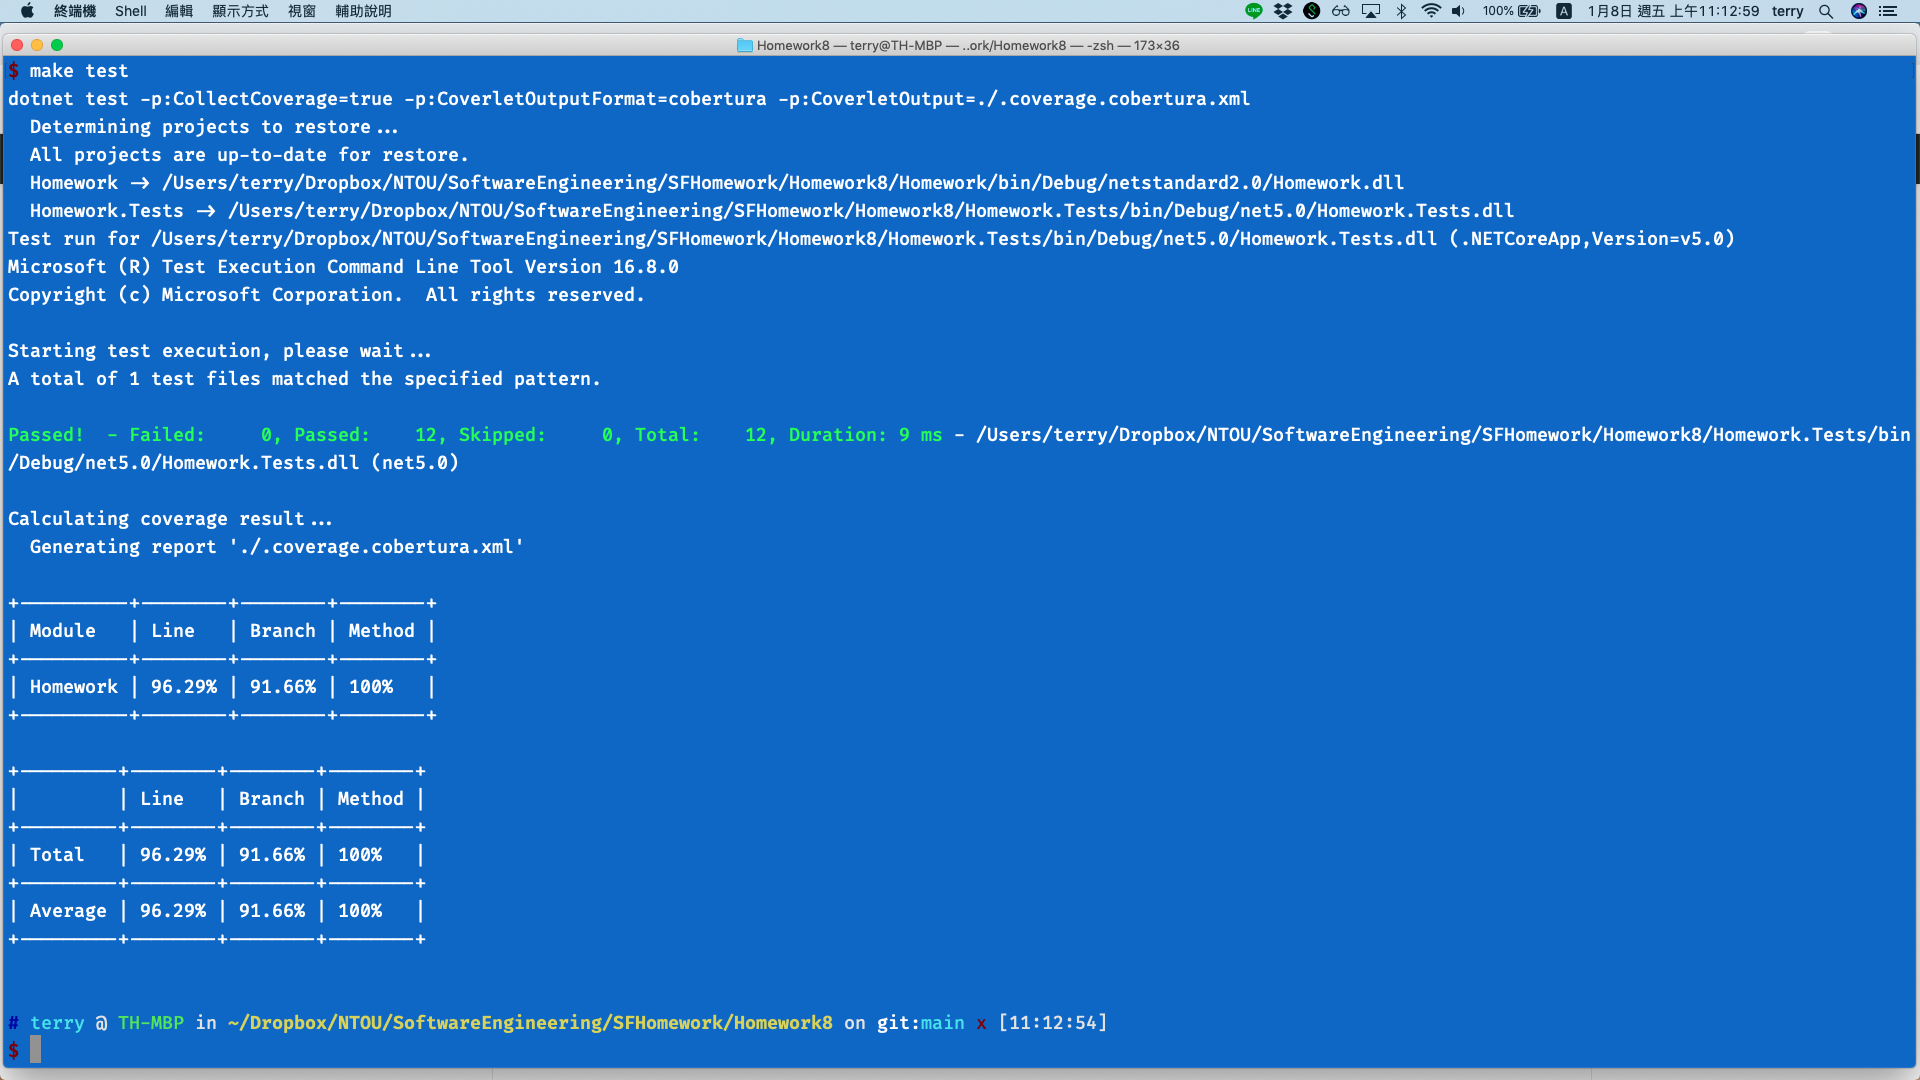 終端機 Shell 編輯 顯示方式 視窗 輔助說明 LINE S 100% A 1月8日 週五 上午11:12:59 terry
Homework8 — terry@TH-MBP — ..ork/Homework8 — -zsh — 173×36
$ make test
dotnet test -p:CollectCoverage=true -p:CoverletOutputFormat=cobertura -p:CoverletOutput=./.coverage.cobertura.xml
  Determining projects to restore...
  All projects are up-to-date for restore.
  Homework -> /Users/terry/Dropbox/NTOU/SoftwareEngineering/SFHomework/Homework8/Homework/bin/Debug/netstandard2.0/Homework.dll
  Homework.Tests -> /Users/terry/Dropbox/NTOU/SoftwareEngineering/SFHomework/Homework8/Homework.Tests/bin/Debug/net5.0/Homework.Tests.dll
Test run for /Users/terry/Dropbox/NTOU/SoftwareEngineering/SFHomework/Homework8/Homework.Tests/bin/Debug/net5.0/Homework.Tests.dll (.NETCoreApp,Version=v5.0)
Microsoft (R) Test Execution Command Line Tool Version 16.8.0
Copyright (c) Microsoft Corporation.  All rights reserved.
Starting test execution, please wait...
A total of 1 test files matched the specified pattern.
Passed!  - Failed:     0, Passed:    12, Skipped:     0, Total:    12, Duration: 9 ms - /Users/terry/Dropbox/NTOU/SoftwareEngineering/SFHomework/Homework8/Homework.Tests/bin
/Debug/net5.0/Homework.Tests.dll (net5.0)
Calculating coverage result...
  Generating report './.coverage.cobertura.xml'
+----------+--------+--------+--------+
| Module   | Line   | Branch | Method |
+----------+--------+--------+--------+
| Homework | 96.29% | 91.66% | 100%   |
+----------+--------+--------+--------+
+---------+--------+--------+--------+
|         | Line   | Branch | Method |
+---------+--------+--------+--------+
| Total   | 96.29% | 91.66% | 100%   |
+---------+--------+--------+--------+
| Average | 96.29% | 91.66% | 100%   |
+---------+--------+--------+--------+
# terry @ TH-MBP in ~/Dropbox/NTOU/SoftwareEngineering/SFHomework/Homework8 on git:main x [11:12:54]
$